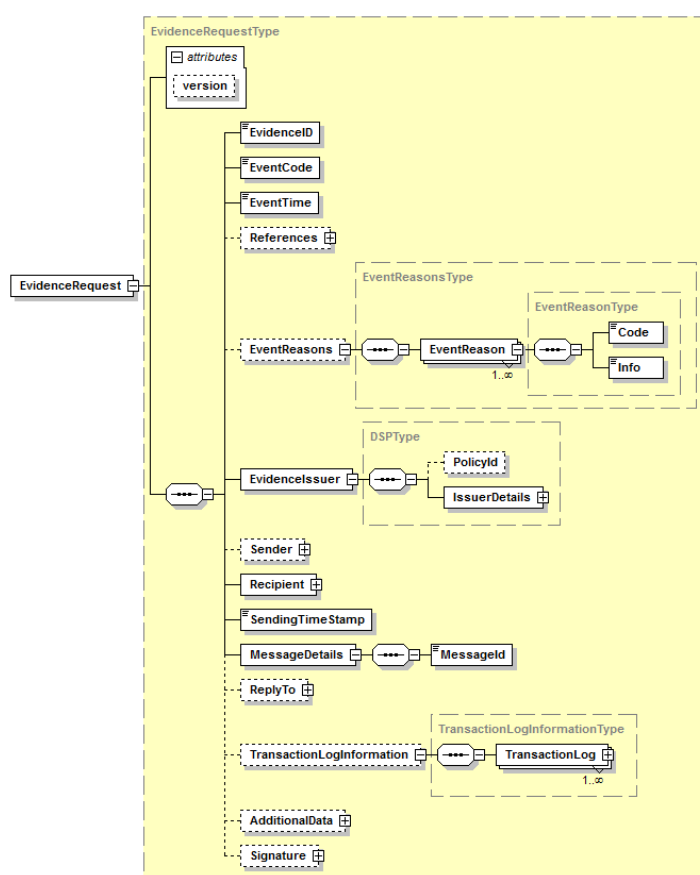 EvidenceRequestType
attributes
version
EvidenceID
EventCode
EventTime
References
EvidenceRequest
EventReasonsType
EventReasonType
EventReasons
EventReason
1..∞
Code
Info
DSPType
EvidenceIssuer
PolicyId
IssuerDetails
Sender
Recipient
SendingTimeStamp
MessageDetails
MessageId
ReplyTo
TransactionLogInformationType
TransactionLogInformation
TransactionLog
1..∞
AdditionalData
Signature